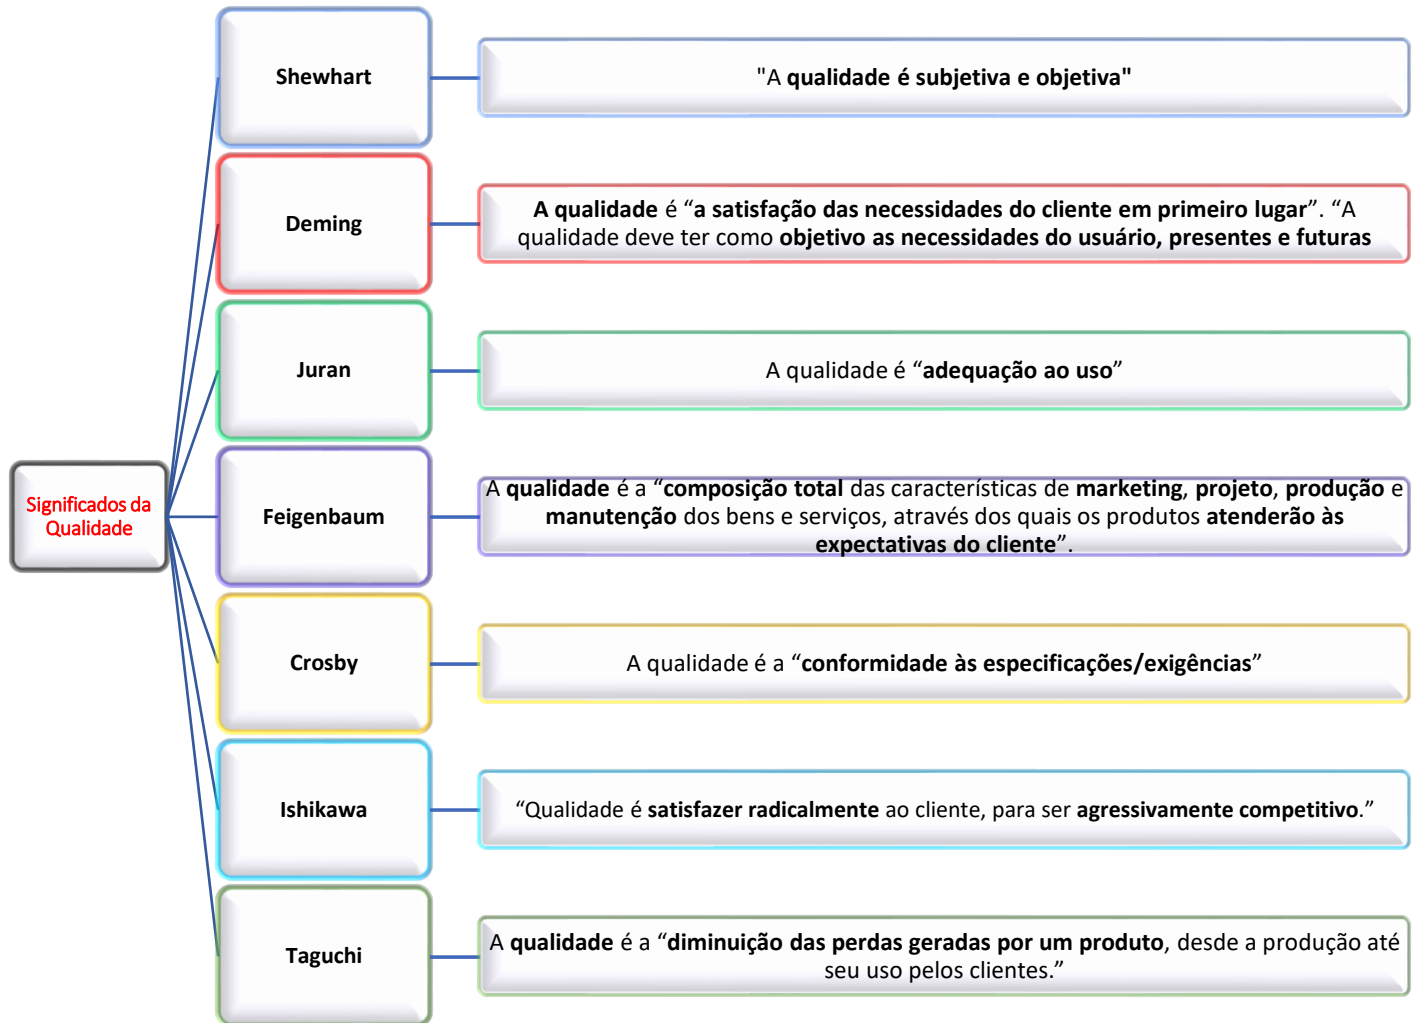 Significados da
Qualidade
Shewhart
"A qualidade é subjetiva e objetiva"
Deming
A qualidade é “a satisfação das necessidades do cliente em primeiro lugar”. “A
qualidade deve ter como objetivo as necessidades do usuário, presentes e futuras
Juran
A qualidade é “adequação ao uso”
Feigenbaum
A qualidade é a “composição total das características de marketing, projeto, produção e
manutenção dos bens e serviços, através dos quais os produtos atenderão às
expectativas do cliente”.
Crosby
A qualidade é a “conformidade às especificações/exigências”
Ishikawa
“Qualidade é satisfazer radicalmente ao cliente, para ser agressivamente competitivo.”
Taguchi
A qualidade é a “diminuição das perdas geradas por um produto, desde a produção até
seu uso pelos clientes.”